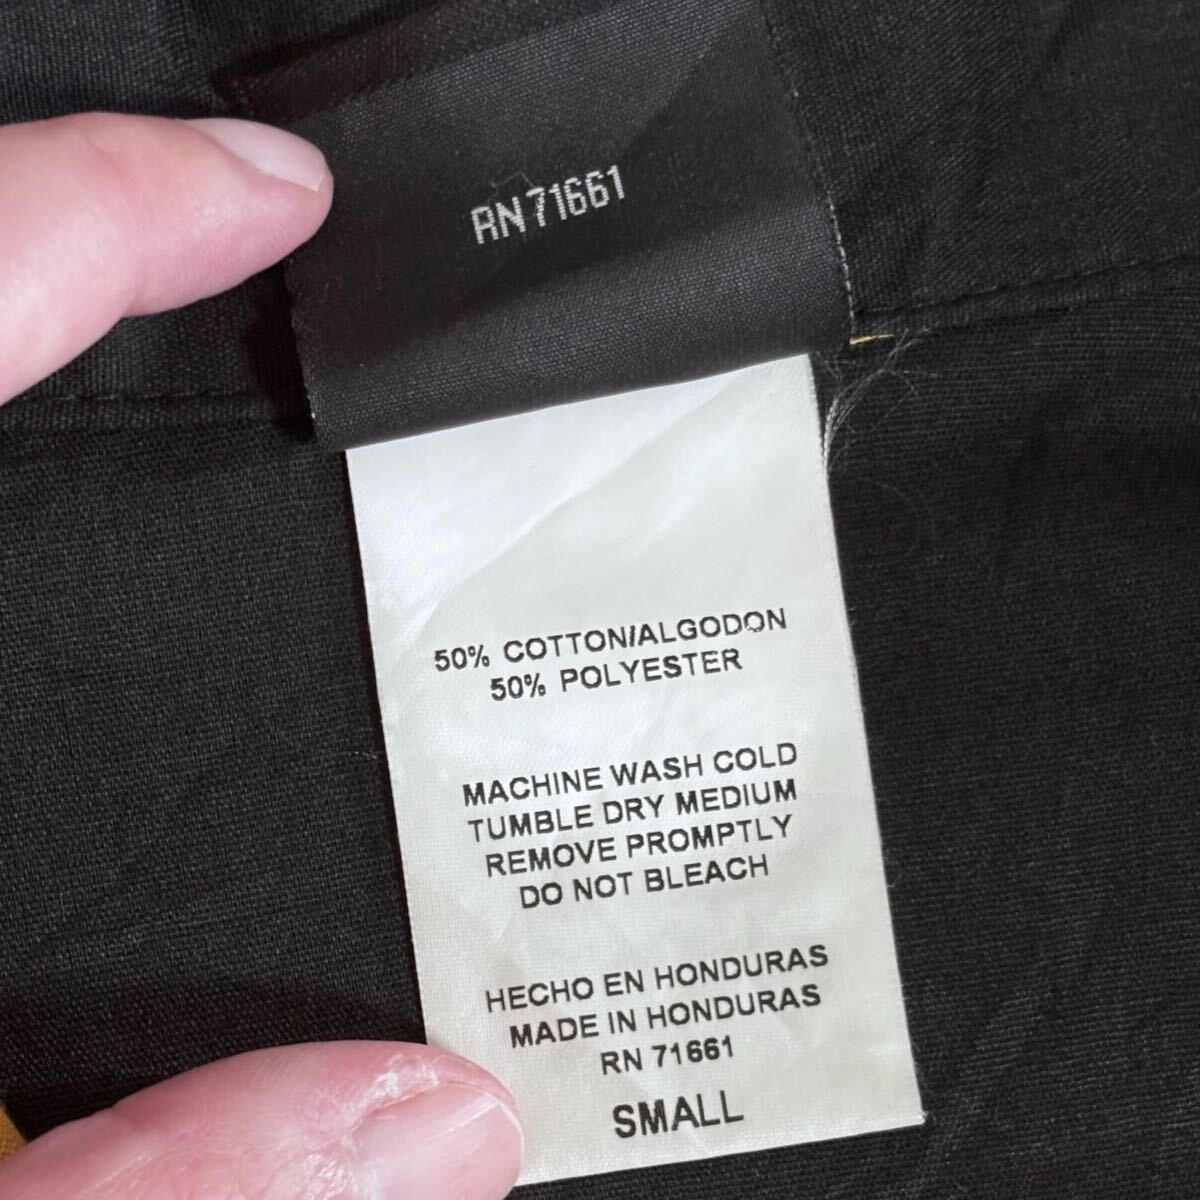 RN 71661
50% COTTON/ALGODON
50% POLYESTER
MACHINE WASH COLD
TUMBLE DRY MEDIUM
REMOVE PROMPTLY
DO NOT BLEACH
HECHO EN HONDURAS
MADE IN HONDURAS
RN 71661
SMALL